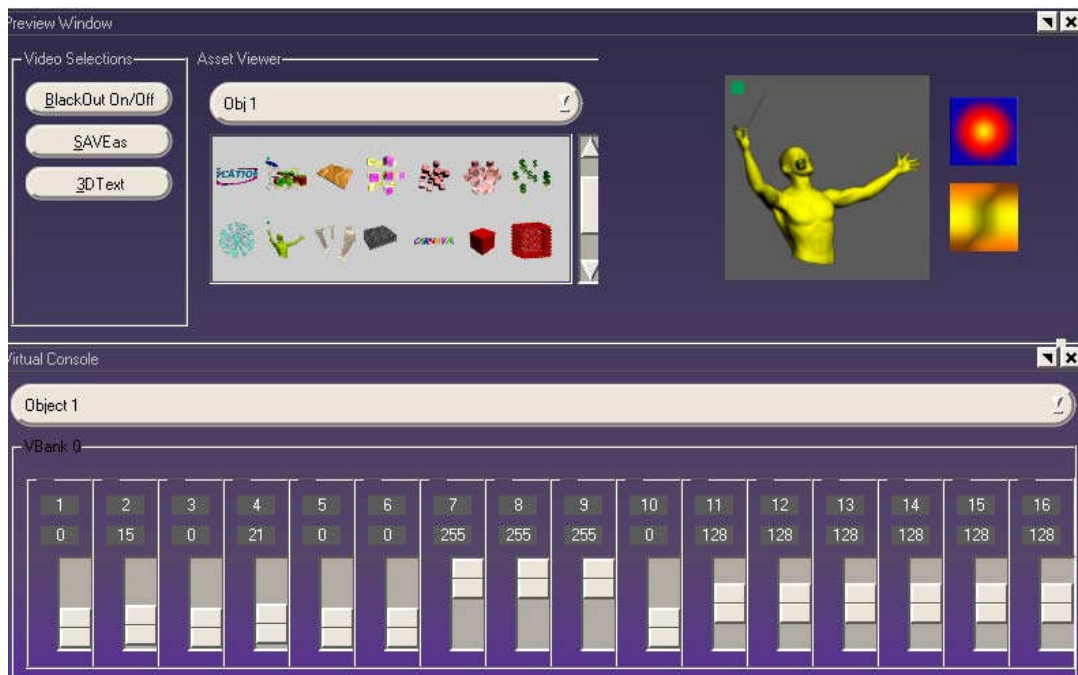 Preview Window
Video Selections
Asset Viewer
BlackOut On/Off
Obj 1
SAVEas
3DText
CARNAVAL
Virtual Console
Object 1
VBank 0
1 2 3 4 5 6 7 8 9 10 11 12 13 14 15 16
0 15 0 21 0 0 255 255 255 0 128 128 128 128 128 128